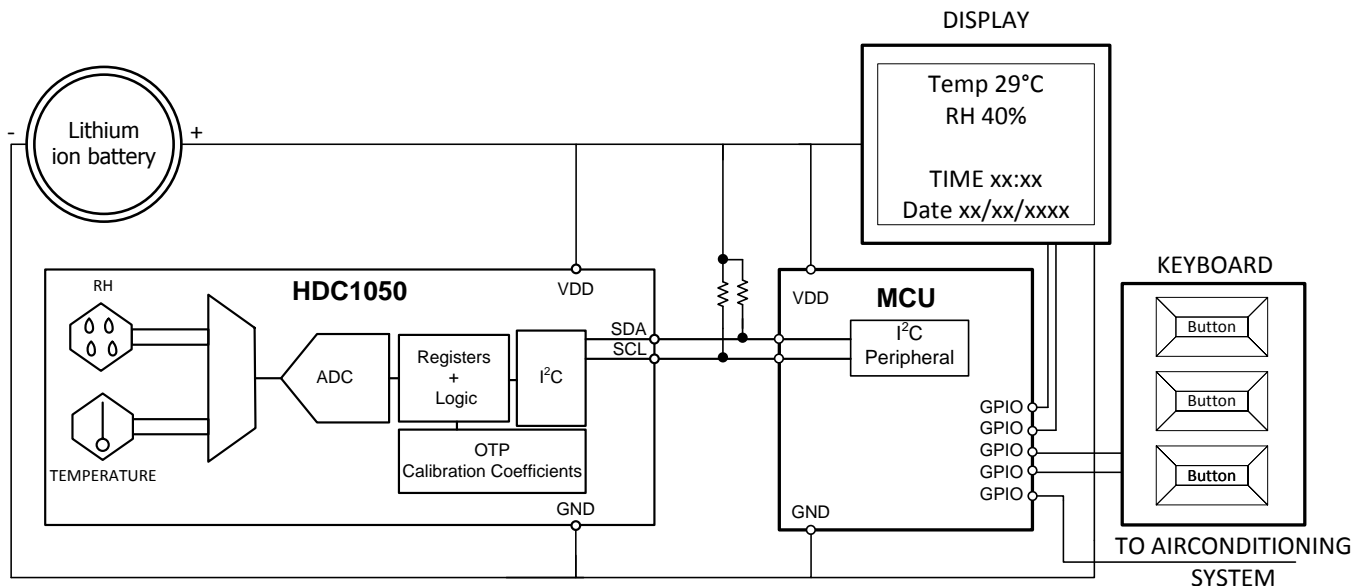 DISPLAY
Temp 29°C
RH 40%
TIME xx:xx
Date xx/xx/xxxx
-
Lithium
ion battery
+
KEYBOARD
Button
Button
Button
HDC1050
RH
TEMPERATURE
ADC
Registers
+
Logic
I²C
OTP
Calibration Coefficients
VDD
SDA
SCL
GND
MCU
VDD
I²C
Peripheral
GPIO
GPIO
GPIO
GPIO
GPIO
GND
TO AIRCONDITIONING
SYSTEM